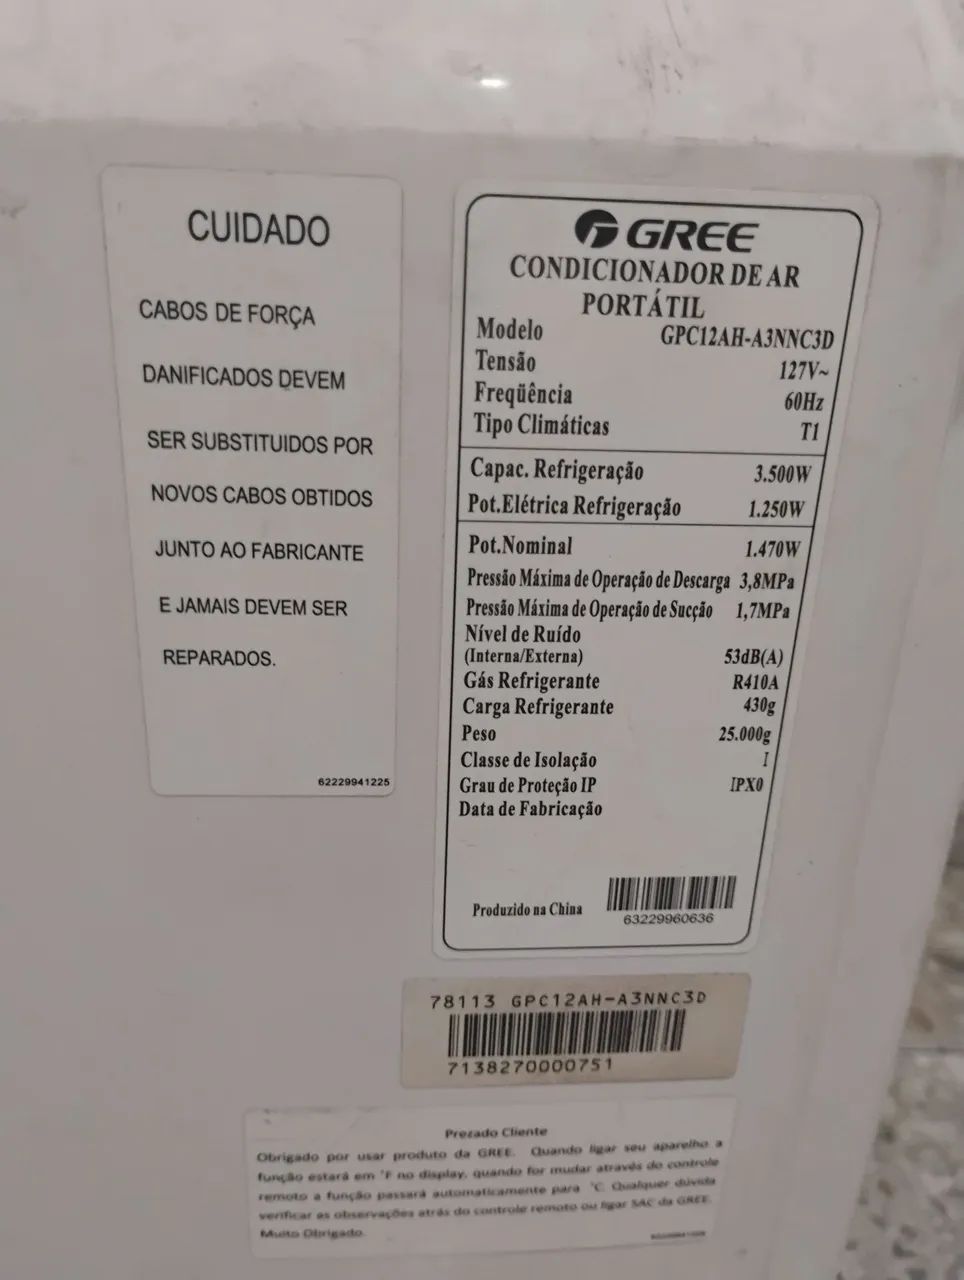 CUIDADO
CABOS DE FORÇA
DANIFICADOS DEVEM
SER SUBSTITUIDOS POR
NOVOS CABOS OBTIDOS
JUNTO AO FABRICANTE
E JAMAIS DEVEM SER
REPARADOS.
62229941225
GREE
CONDICIONADOR DE AR
PORTÁTIL
Modelo GPC12AH-A3NNC3D
Tensão 127V~
Freqüência 60Hz
Tipo Climáticas T1
Capac. Refrigeração 3.500W
Pot.Elétrica Refrigeração 1.250W
Pot.Nominal 1.470W
Pressão Máxima de Operação de Descarga 3,8MPa
Pressão Máxima de Operação de Sucção 1,7MPa
Nível de Ruído
(Interna/Externa) 53dB(A)
Gás Refrigerante R410A
Carga Refrigerante 430g
Peso 25.000g
Classe de Isolação I
Grau de Proteção IP IPX0
Data de Fabricação
Produzido na China
63229960636
78113 GPC12AH-A3NNC3D
7138270000751
Prezado Cliente
Obrigado por usar produto da GREE. Quando ligar seu aparelho a
função estará em °F no display, quando for mudar através do controle
remoto a função passará automaticamente para °C. Qualquer dúvida
verificar as observações atrás do controle remoto ou ligar SAC da GREE.
Muito Obrigado.